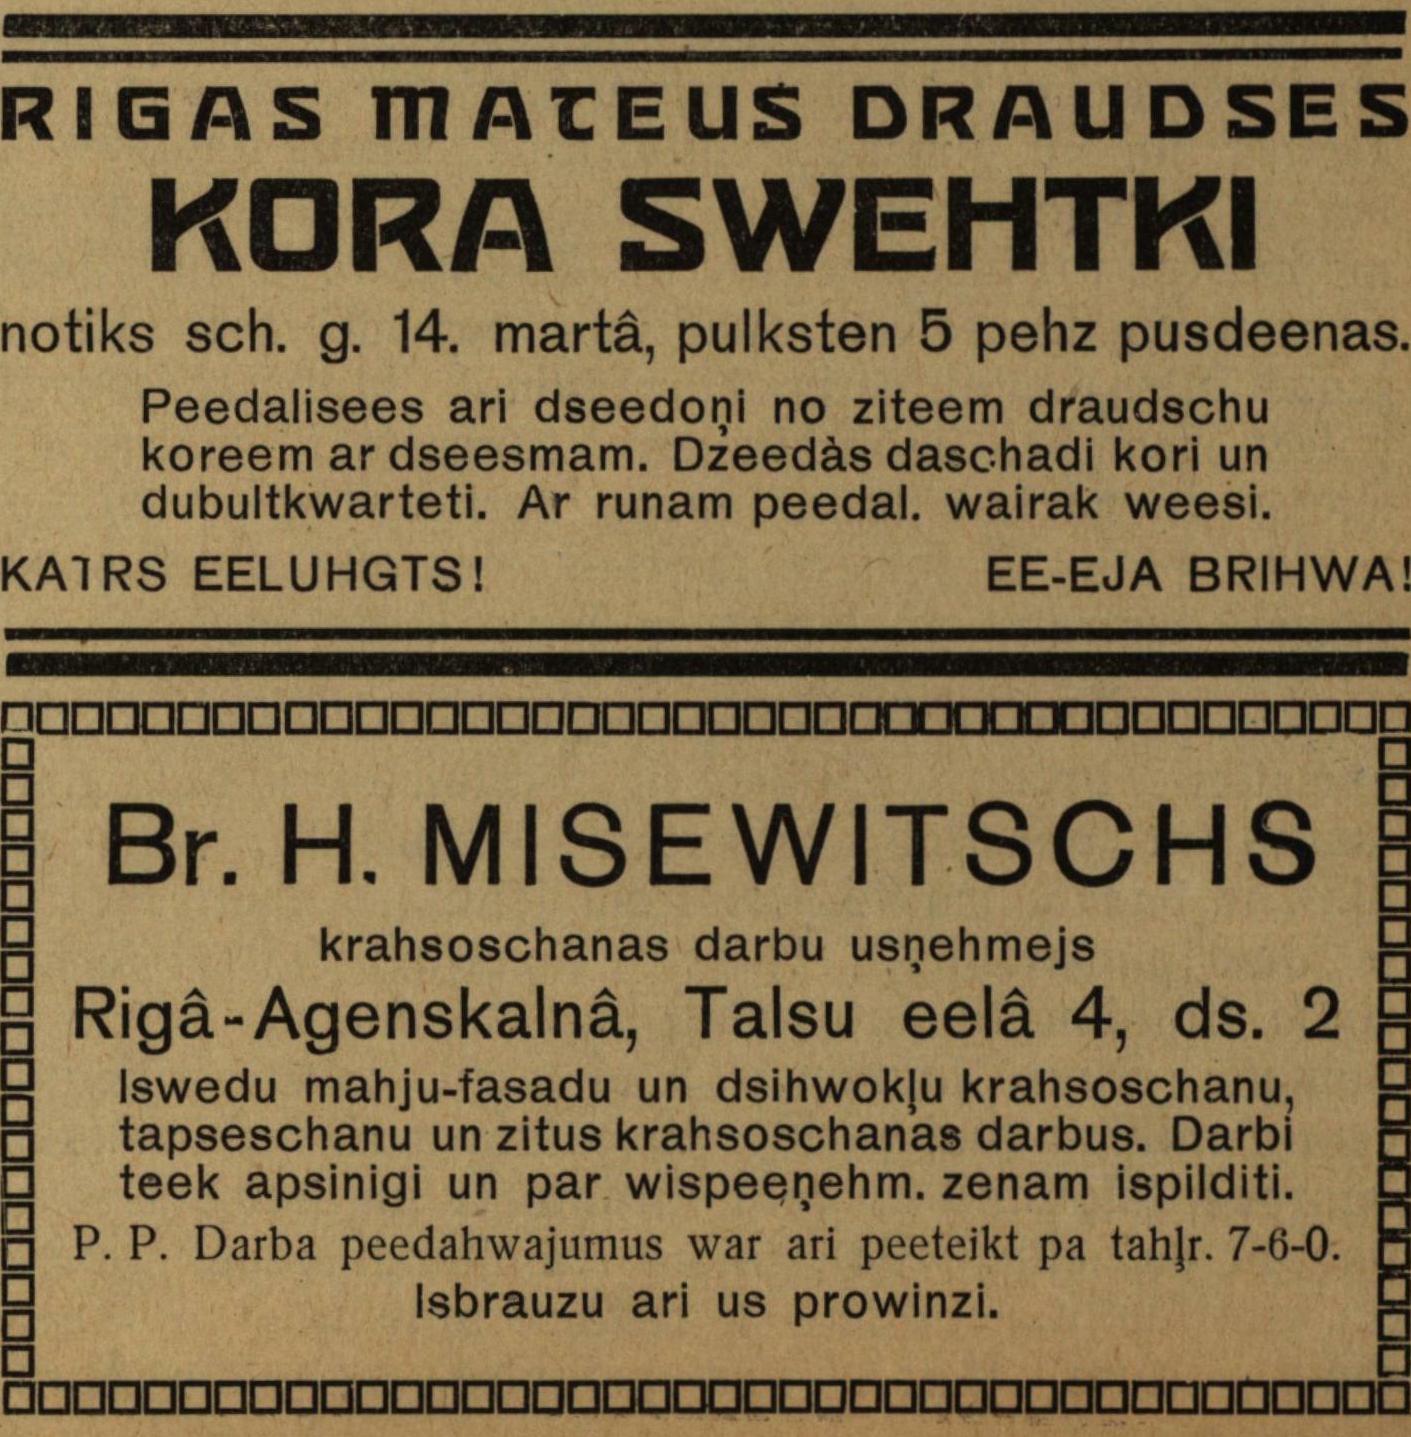 RIGAS MATEUS DRAUDSES
KORA SWEHTKI
notiks sch. g. 14. martâ, pulksten 5 pehz pusdeenas.
Peedalisees ari dseedoņi no ziteem draudschu
koreem ar dseesmam. Dzeedàs daschadi kori un
dubultkwarteti. Ar runam peedal. wairak weesi.
KATRS EELUHGTS! EE-EJA BRIHWA!
Br. H. MISEWITSCHS
krahsoschanas darbu usņehmejs
Rigâ-Agenskalnâ, Talsu eelâ 4, ds. 2
Iswedu mahju-fasadu un dsihwokļu krahsoschanu,
tapseschanu un zitus krahsoschanas darbus. Darbi
teek apsinigi un par wispeeņehm. zenam ispilditi.
P. P. Darba peedahwajumus war ari peeteikt pa tahļr. 7-6-0.
Isbrauzu ari us prowinzi.